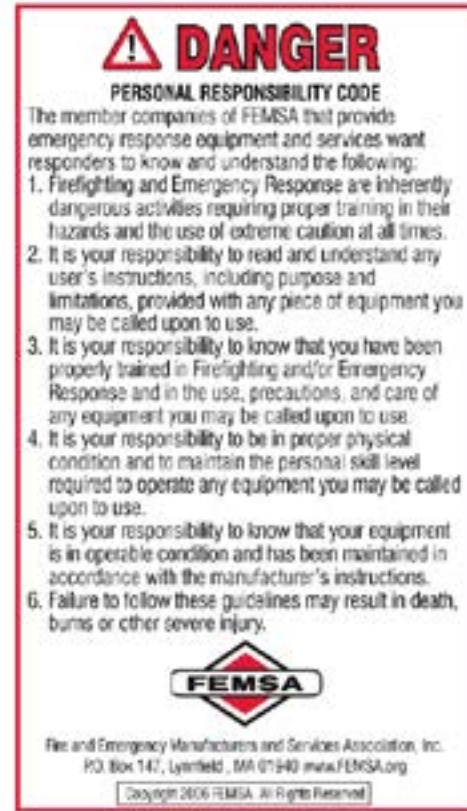 DANGER
PERSONAL RESPONSIBILITY CODE
The member companies of FEMSA that provide
emergency response equipment and services want
responders to know and understand the following:
1. Firefighting and Emergency Response are inherently
dangerous activities requiring proper training in their
hazards and the use of extreme caution at all times.
2. It is your responsibility to read and understand any
user's instructions, including purpose and
limitations, provided with any piece of equipment you
may be called upon to use.
3. It is your responsibility to know that you have been
properly trained in Firefighting and/or Emergency
Response and in the use, precautions, and care of
any equipment you may be called upon to use.
4. It is your responsibility to be in proper physical
condition and to maintain the personal skill level
required to operate any equipment you may be called
upon to use.
5. It is your responsibility to know that your equipment
is in operable condition and has been maintained in
accordance with the manufacturer's instructions.
6. Failure to follow these guidelines may result in death,
burns or other severe injury.
FEMSA
Fire and Emergency Manufacturers and Services Association, Inc.
P.O. Box 147, Lynnfield, MA 01940 www.FEMSA.org
Copyright 2006 FEMSA. All Rights Reserved